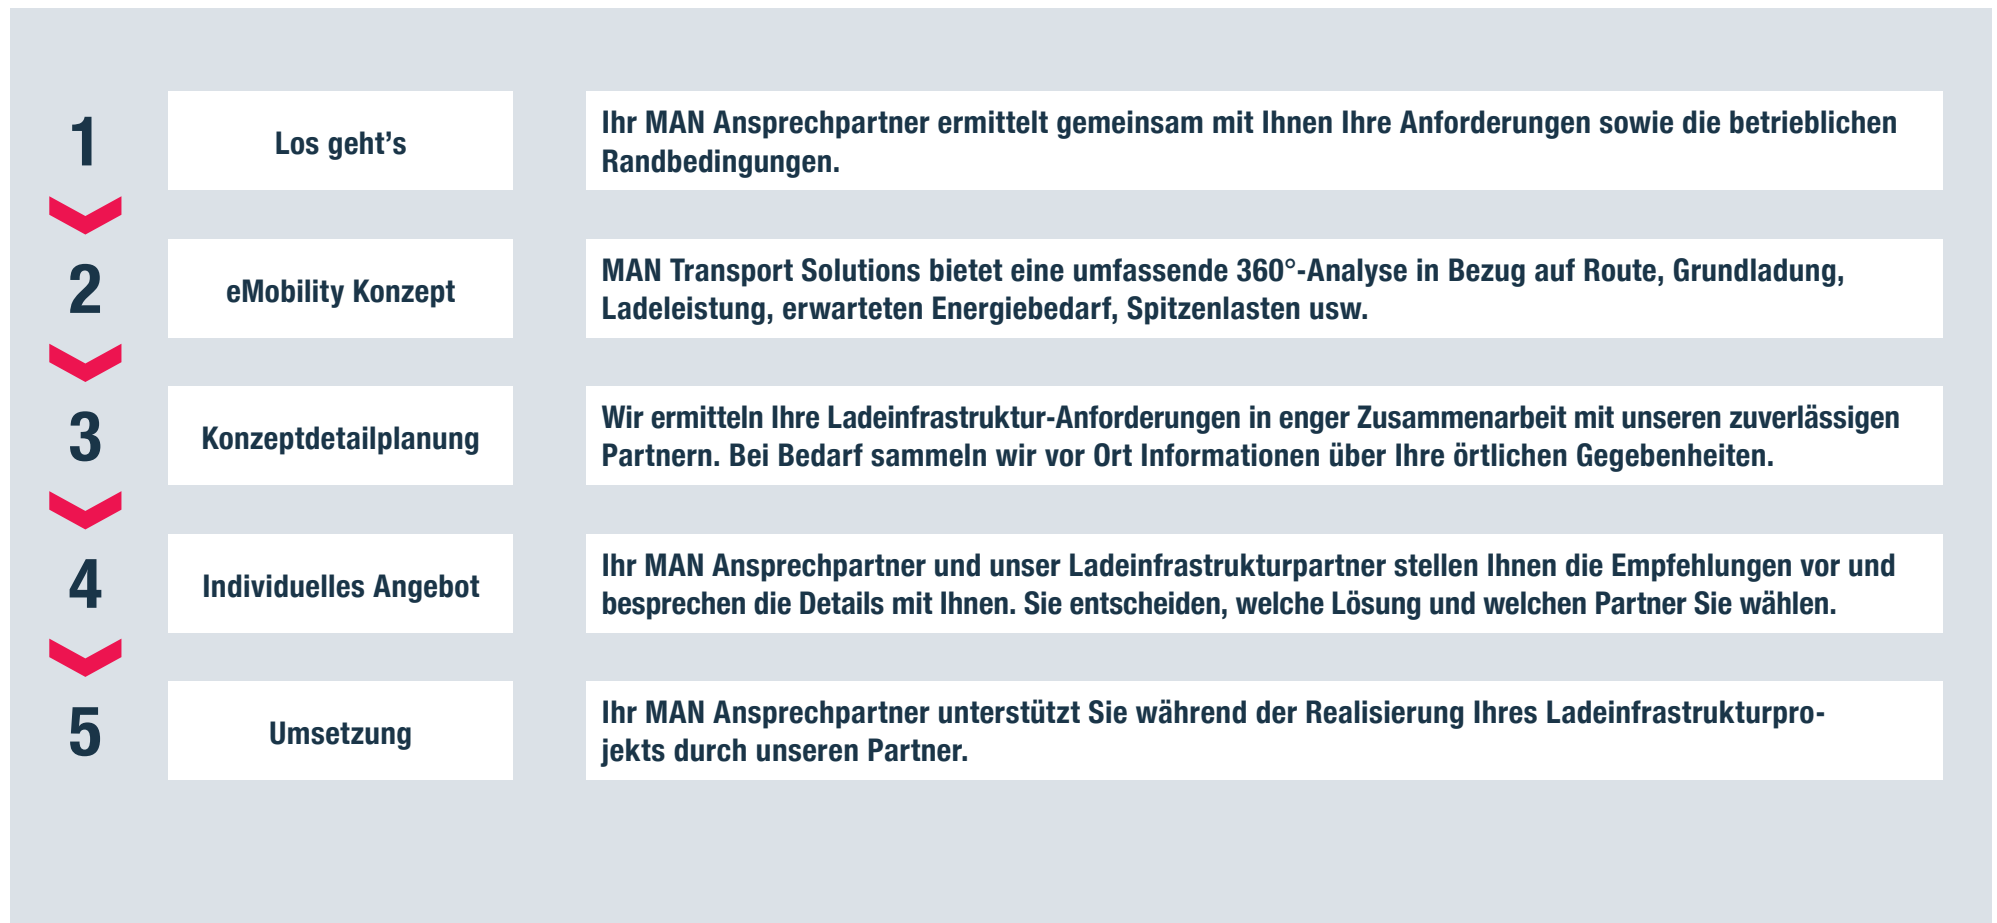 1
Los geht’s
Ihr MAN Ansprechpartner ermittelt gemeinsam mit Ihnen Ihre Anforderungen sowie die betrieblichen
Randbedingungen.
2
eMobility Konzept
MAN Transport Solutions bietet eine umfassende 360°-Analyse in Bezug auf Route, Grundladung,
Ladeleistung, erwarteten Energiebedarf, Spitzenlasten usw.
3
Konzeptdetailplanung
Wir ermitteln Ihre Ladeinfrastruktur-Anforderungen in enger Zusammenarbeit mit unseren zuverlässigen
Partnern. Bei Bedarf sammeln wir vor Ort Informationen über Ihre örtlichen Gegebenheiten.
4
Individuelles Angebot
Ihr MAN Ansprechpartner und unser Ladeinfrastrukturpartner stellen Ihnen die Empfehlungen vor und
besprechen die Details mit Ihnen. Sie entscheiden, welche Lösung und welchen Partner Sie wählen.
5
Umsetzung
Ihr MAN Ansprechpartner unterstützt Sie während der Realisierung Ihres Ladeinfrastrukturpro-
jekts durch unseren Partner.